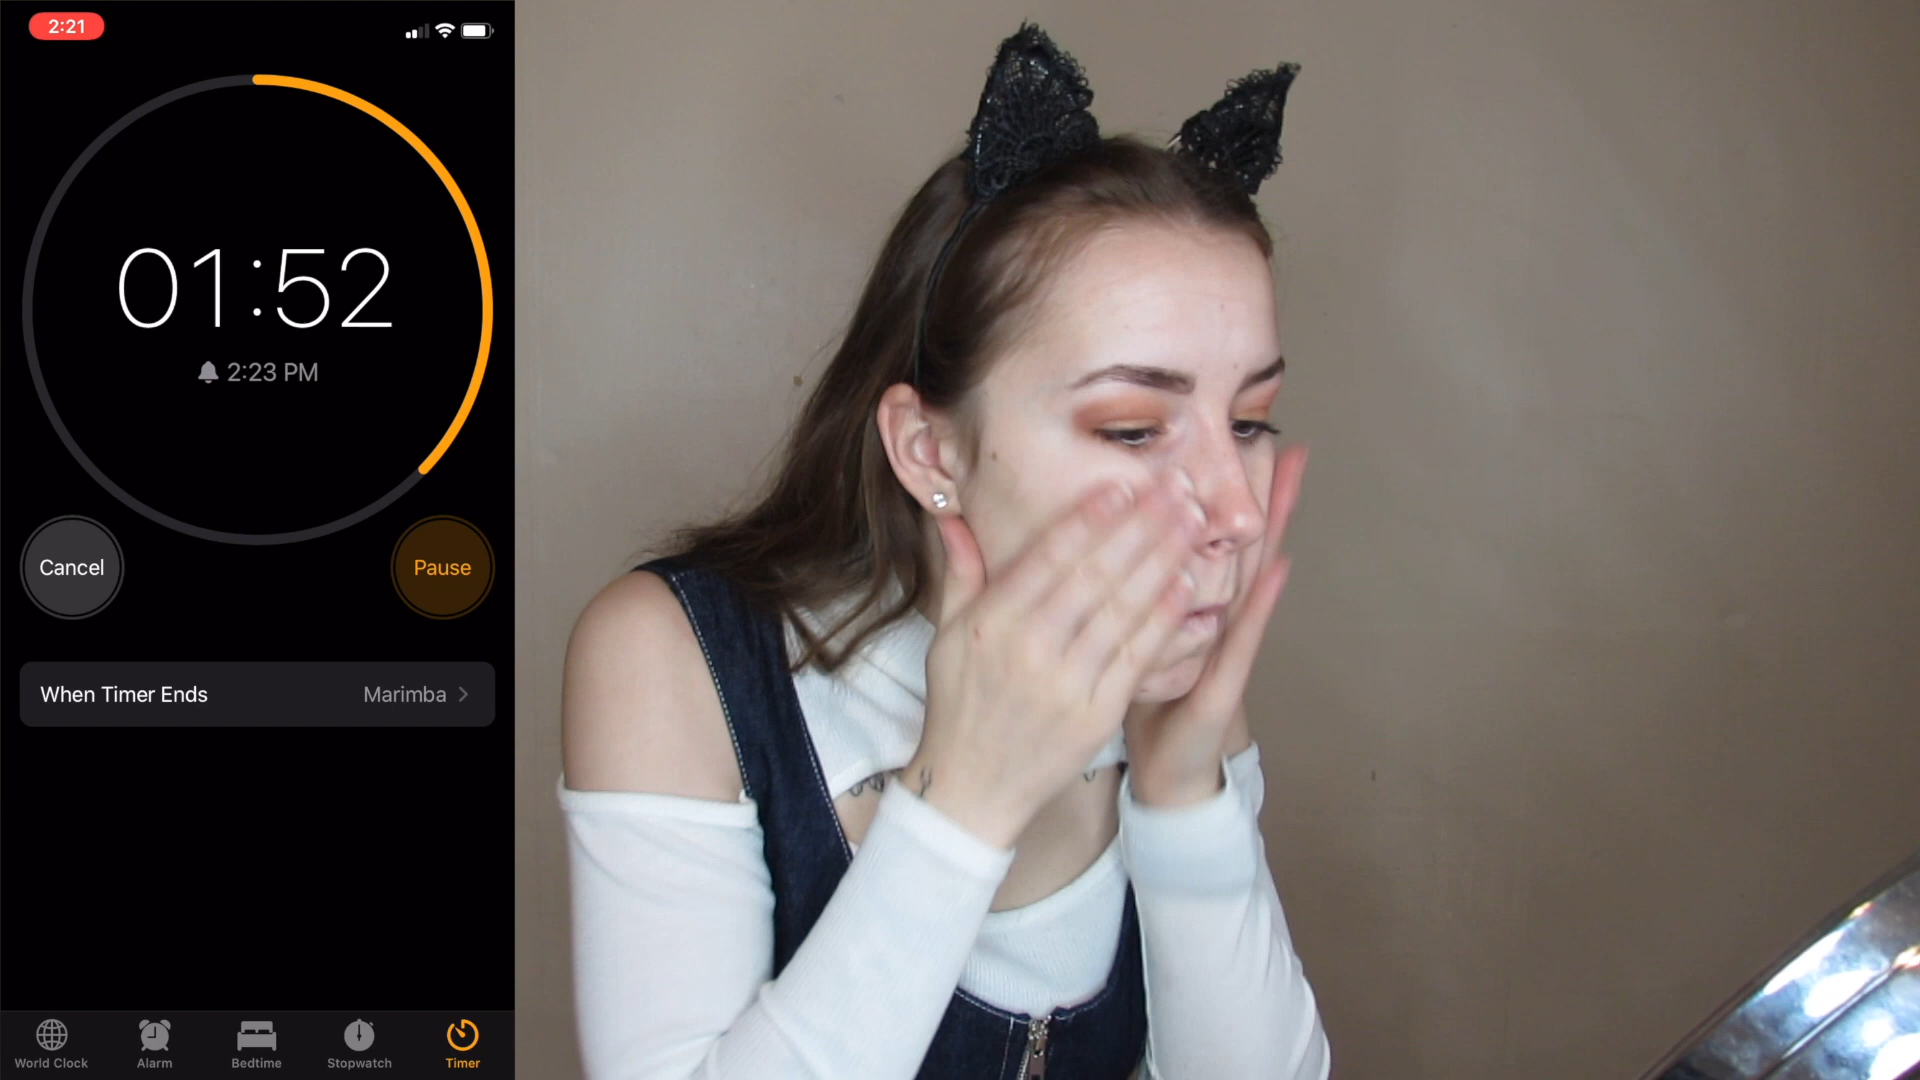 2:21
01:52
2:23 PM
Cancel
Pause
When Timer Ends
Marimba
World Clock
Alarm
Bedtime
Stopwatch
Timer